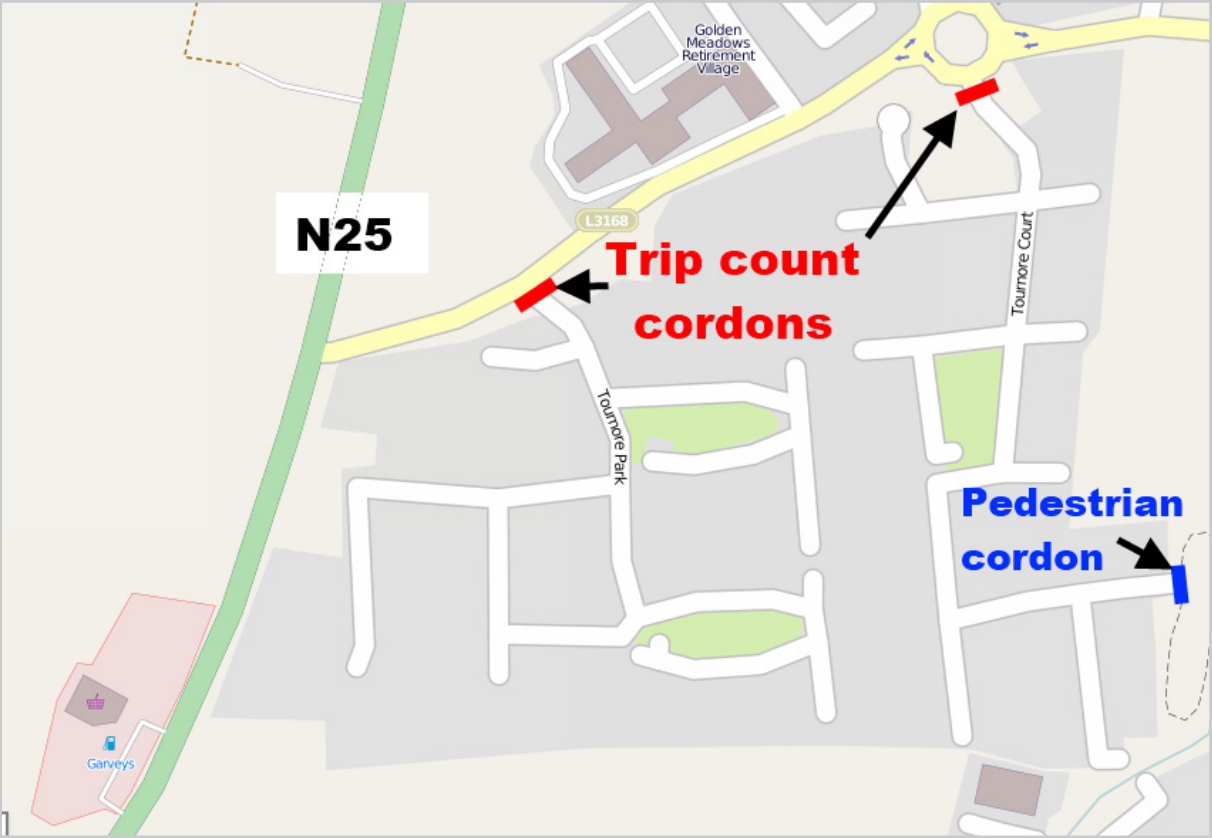 Golden
Meadows
Retirement
Village
N25
L3168
Trip count
cordons
Tournore Court
Tournore Park
Pedestrian
cordon
Garveys
]